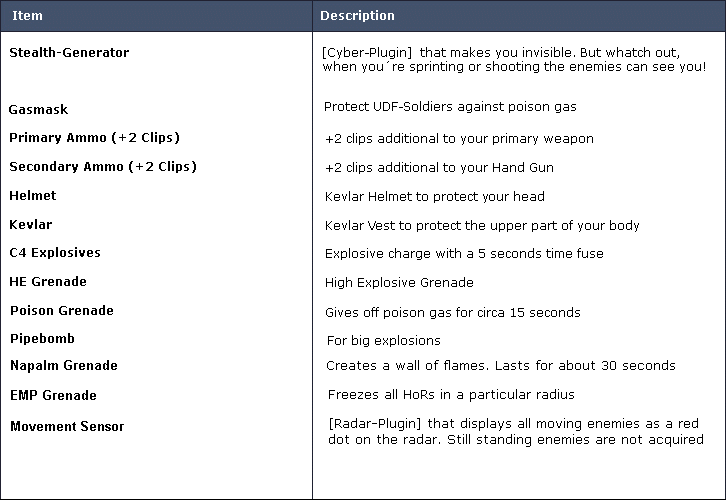 Item Description
Stealth-Generator [Cyber-Plugin] that makes you invisible. But whatch out,
when you´re sprinting or shooting the enemies can see you!
Gasmask Protect UDF-Soldiers against poison gas
Primary Ammo (+2 Clips) +2 clips additional to your primary weapon
Secondary Ammo (+2 Clips) +2 clips additional to your Hand Gun
Helmet Kevlar Helmet to protect your head
Kevlar Kevlar Vest to protect the upper part of your body
C4 Explosives Explosive charge with a 5 seconds time fuse
HE Grenade High Explosive Grenade
Poison Grenade Gives off poison gas for circa 15 seconds
Pipebomb For big explosions
Napalm Grenade Creates a wall of flames. Lasts for about 30 seconds
EMP Grenade Freezes all HoRs in a particular radius
Movement Sensor [Radar-Plugin] that displays all moving enemies as a red
dot on the radar. Still standing enemies are not acquired